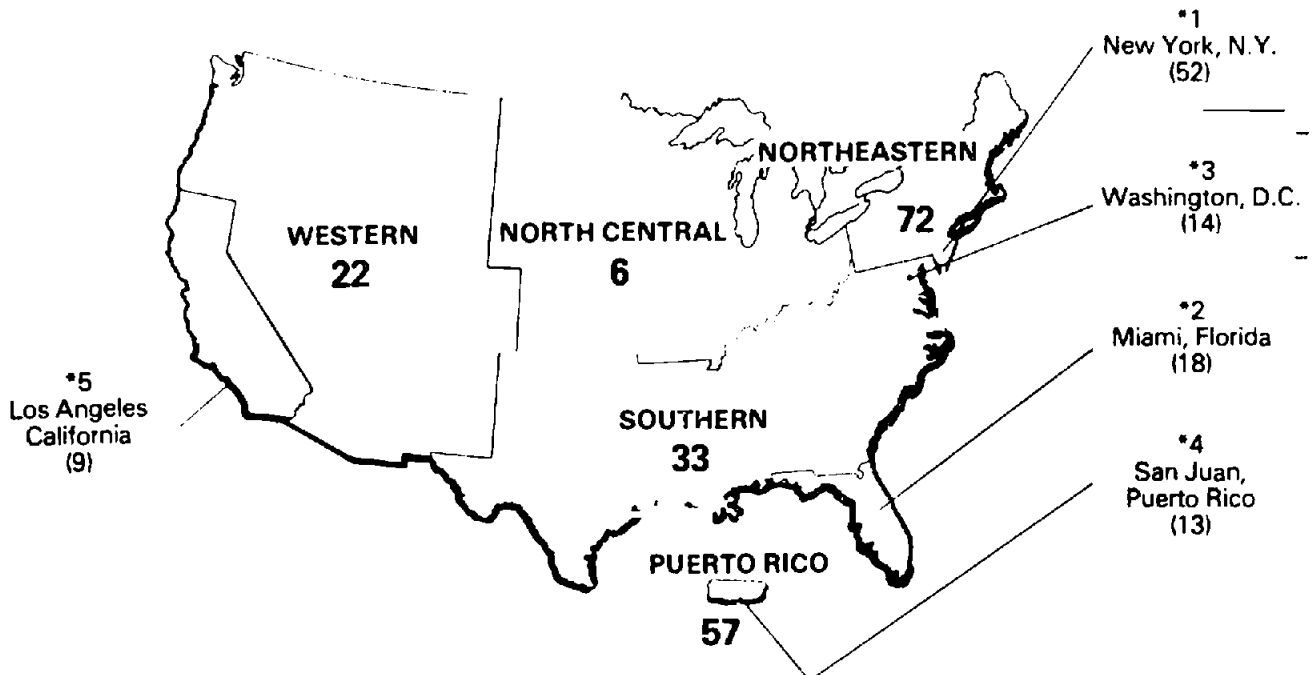 *1
New York, N.Y.
(52)
NORTHEASTERN
72
*3
Washington, D.C.
(14)
WESTERN
22
NORTH CENTRAL
6
*2
Miami, Florida
(18)
*5
Los Angeles
California
(9)
SOUTHERN
33
*4
San Juan,
Puerto Rico
(13)
PUERTO RICO
57